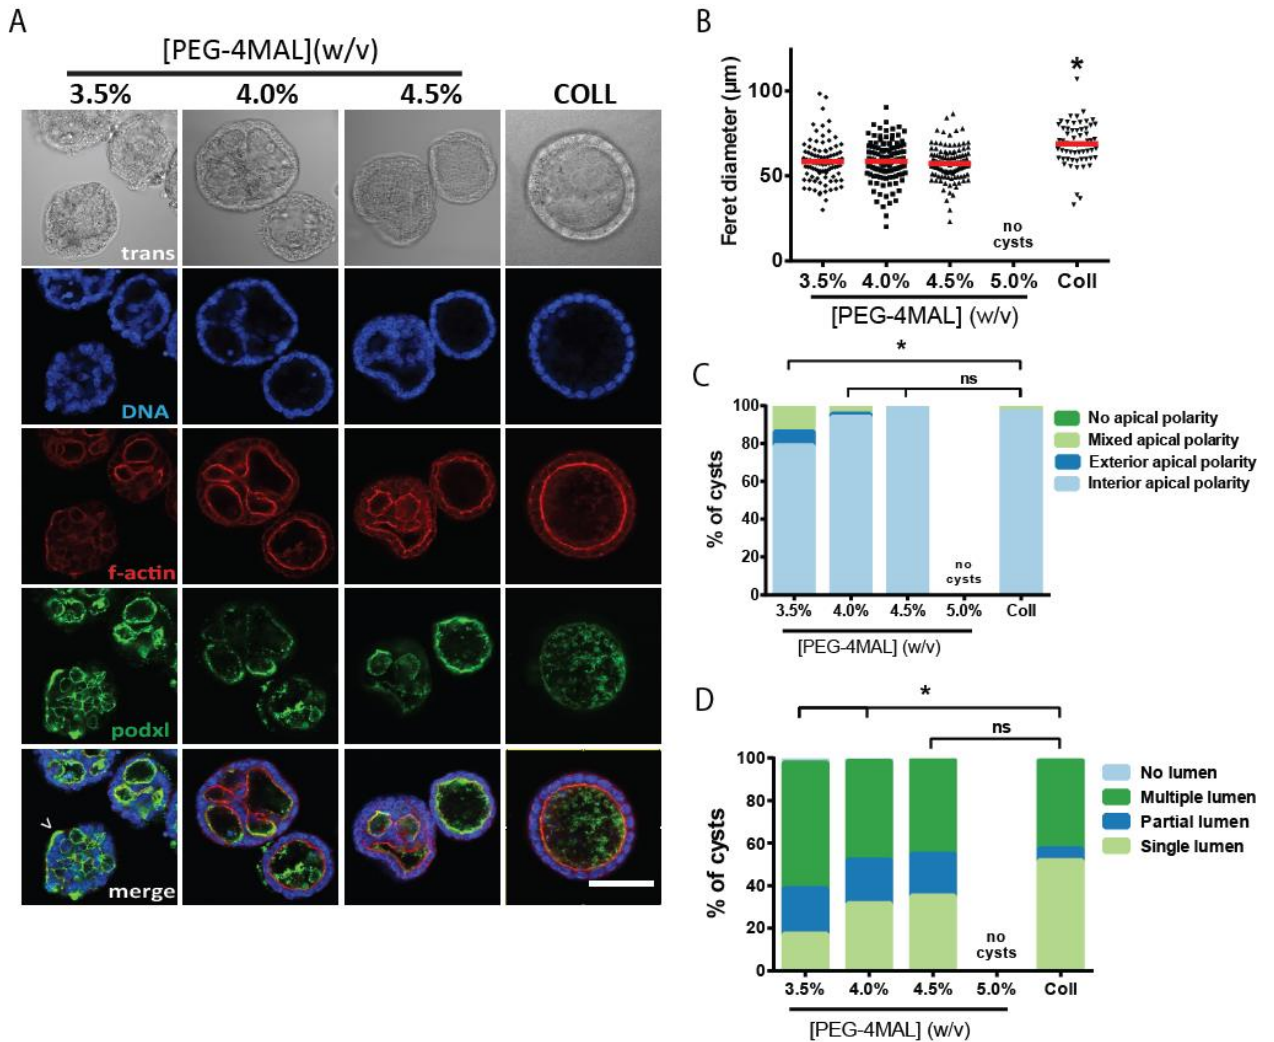 A
[PEG-4MAL](w/v)
3.5% 4.0% 4.5% COLL
trans
DNA
f-actin
podxl
>
merge
B
Feret diameter (µm)
100
50
0
*
no
cysts
3.5% 4.0% 4.5% 5.0% Coll
[PEG-4MAL] (w/v)
C
*
ns
% of cysts
100
80
60
40
20
0
no
cysts
3.5% 4.0% 4.5% 5.0% Coll
[PEG-4MAL] (w/v)
No apical polarity
Mixed apical polarity
Exterior apical polarity
Interior apical polarity
D
*
ns
% of cysts
100
80
60
40
20
0
no
cysts
3.5% 4.0% 4.5% 5.0% Coll
[PEG-4MAL] (w/v)
No lumen
Multiple lumen
Partial lumen
Single lumen